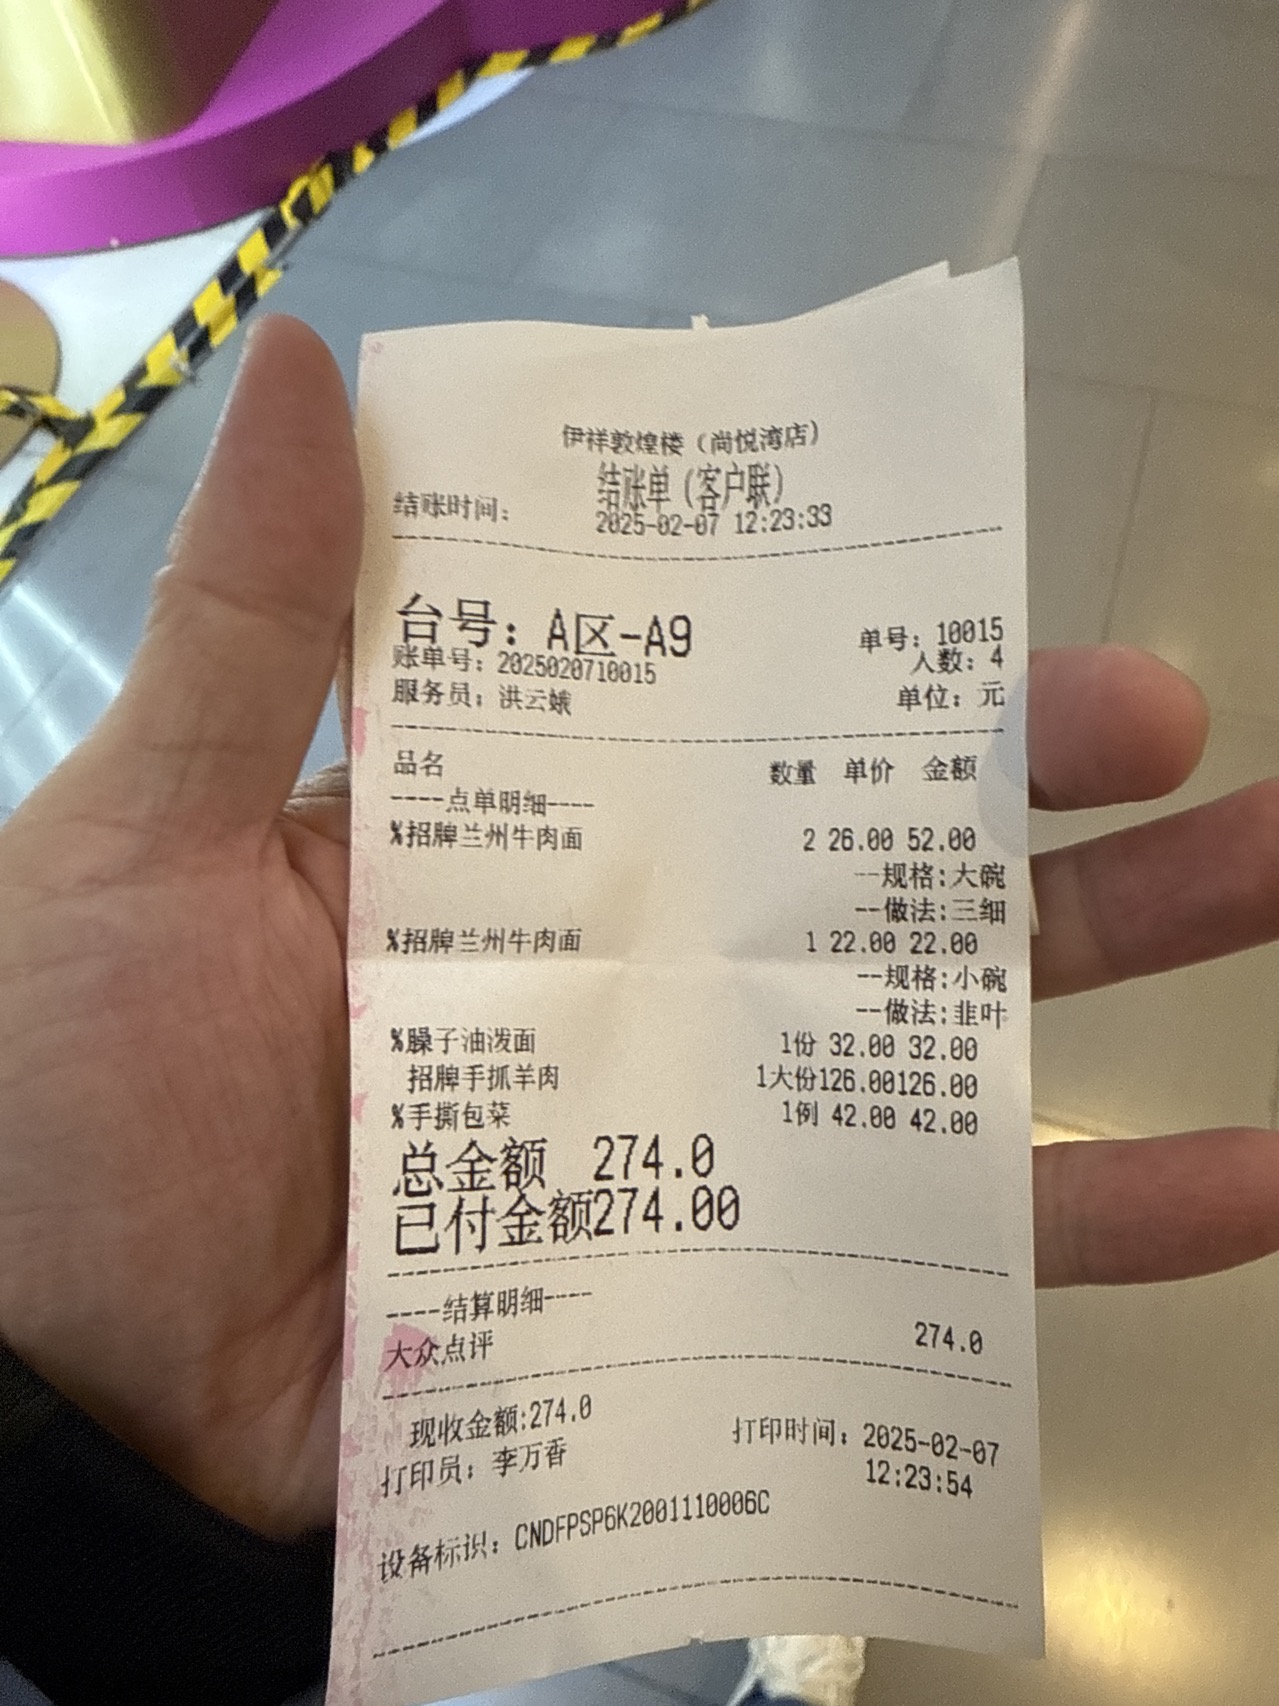 伊祥敦煌楼（尚悦湾店）
结账单（客户联）
结账时间： 2025-02-07 12:23:33
台号：A区-A9 单号：10015
账单号：2025020710015 人数：4
服务员：洪云娥 单位：元
品名 数量 单价 金额
----点单明细----
%招牌兰州牛肉面 2 26.00 52.00
--规格:大碗
--做法:三细
%招牌兰州牛肉面 1 22.00 22.00
--规格:小碗
--做法:韭叶
%臊子油泼面 1份 32.00 32.00
招牌手抓羊肉 1大份126.00126.00
%手撕包菜 1例 42.00 42.00
总金额 274.0
已付金额274.00
----结算明细----
大众点评 274.0
现收金额:274.0
打印员：李万香 打印时间：2025-02-07
12:23:54
设备标识：CNDFPSP6K2001110006C